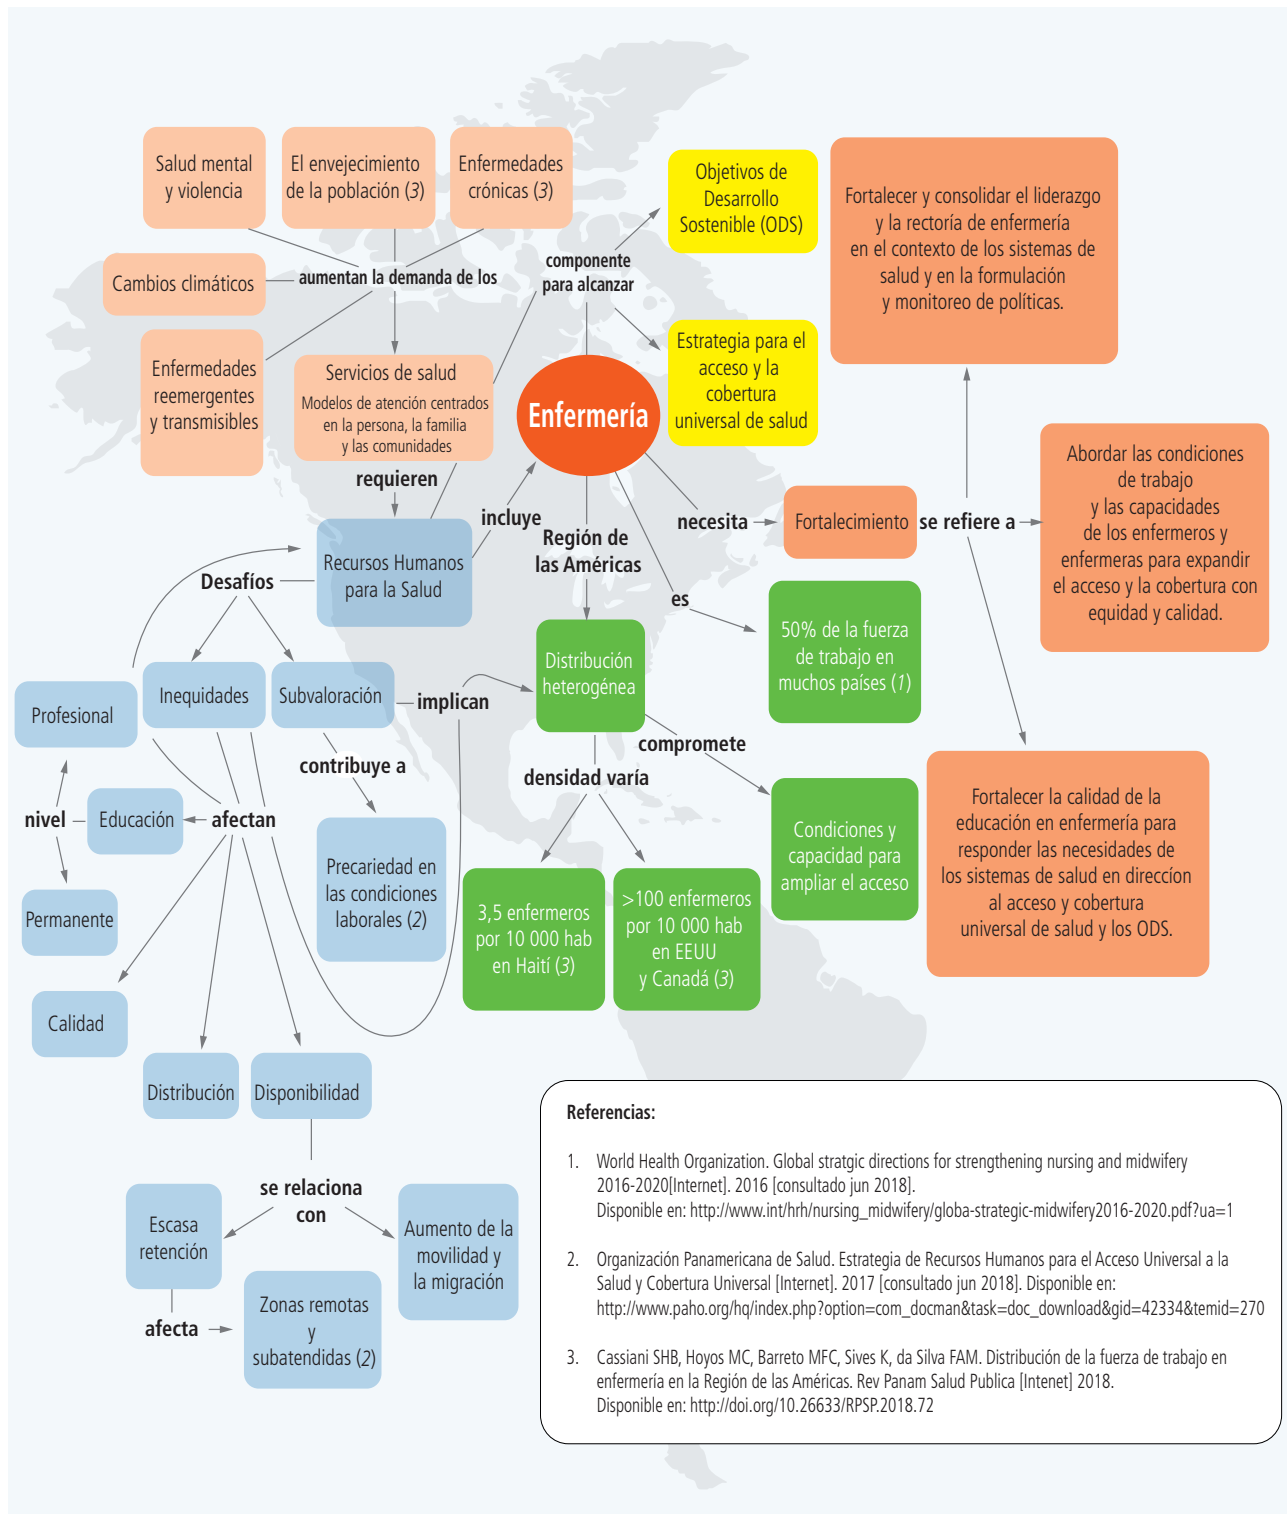 Salud mental
y violencia
El envejecimiento
de la población (3)
Enfermedades
crónicas (3)
Cambios climáticos
aumentan la demanda de los
Enfermedades
reemergentes
y transmisibles
Servicios de salud
Modelos de atención centrados
en la persona, la familia
y las comunidades
requieren
componente
para alcanzar
Objetivos de
Desarrollo
Sostenible (ODS)
Estrategia para el
acceso y la
cobertura
universal de salud
Enfermería
Fortalecer y consolidar el liderazgo
y la rectoría de enfermería
en el contexto de los sistemas de
salud y en la formulación
y monitoreo de políticas.
Recursos Humanos
para la Salud
incluye
Región de
las Américas
necesita
Fortalecimiento
se refiere a
Abordar las condiciones
de trabajo
y las capacidades
de los enfermeros y
enfermeras para expandir
el acceso y la cobertura con
equidad y calidad.
Desafíos
es
50% de la fuerza
de trabajo en
muchos países (1)
Distribución
heterogénea
Profesional
Inequidades
Subvaloración
implican
contribuye a
densidad varía
compromete
Condiciones y
capacidad para
ampliar el acceso
Fortalecer la calidad de la
educación en enfermería para
responder las necesidades de
los sistemas de salud en direccíon
al acceso y cobertura
universal de salud y los ODS.
nivel
Educación
afectan
Precariedad en
las condiciones
laborales (2)
Permanente
3,5 enfermeros
por 10 000 hab
en Haití (3)
>100 enfermeros
por 10 000 hab
en EEUU
y Canadá (3)
Calidad
Distribución
Disponibilidad
se relaciona
con
Escasa
retención
Aumento de la
movilidad y
la migración
afecta
Zonas remotas
y
subatendidas (2)
Referencias:
1. World Health Organization. Global stratgic directions for strengthening nursing and midwifery
2016-2020[Internet]. 2016 [consultado jun 2018].
Disponible en: http://www.int/hrh/nursing_midwifery/globa-strategic-midwifery2016-2020.pdf?ua=1
2. Organización Panamericana de Salud. Estrategia de Recursos Humanos para el Acceso Universal a la
Salud y Cobertura Universal [Internet]. 2017 [consultado jun 2018]. Disponible en:
http://www.paho.org/hq/index.php?option=com_docman&task=doc_download&gid=42334&temid=270
3. Cassiani SHB, Hoyos MC, Barreto MFC, Sives K, da Silva FAM. Distribución de la fuerza de trabajo en
enfermería en la Región de las Américas. Rev Panam Salud Publica [Intenet] 2018.
Disponible en: http://doi.org/10.26633/RPSP.2018.72